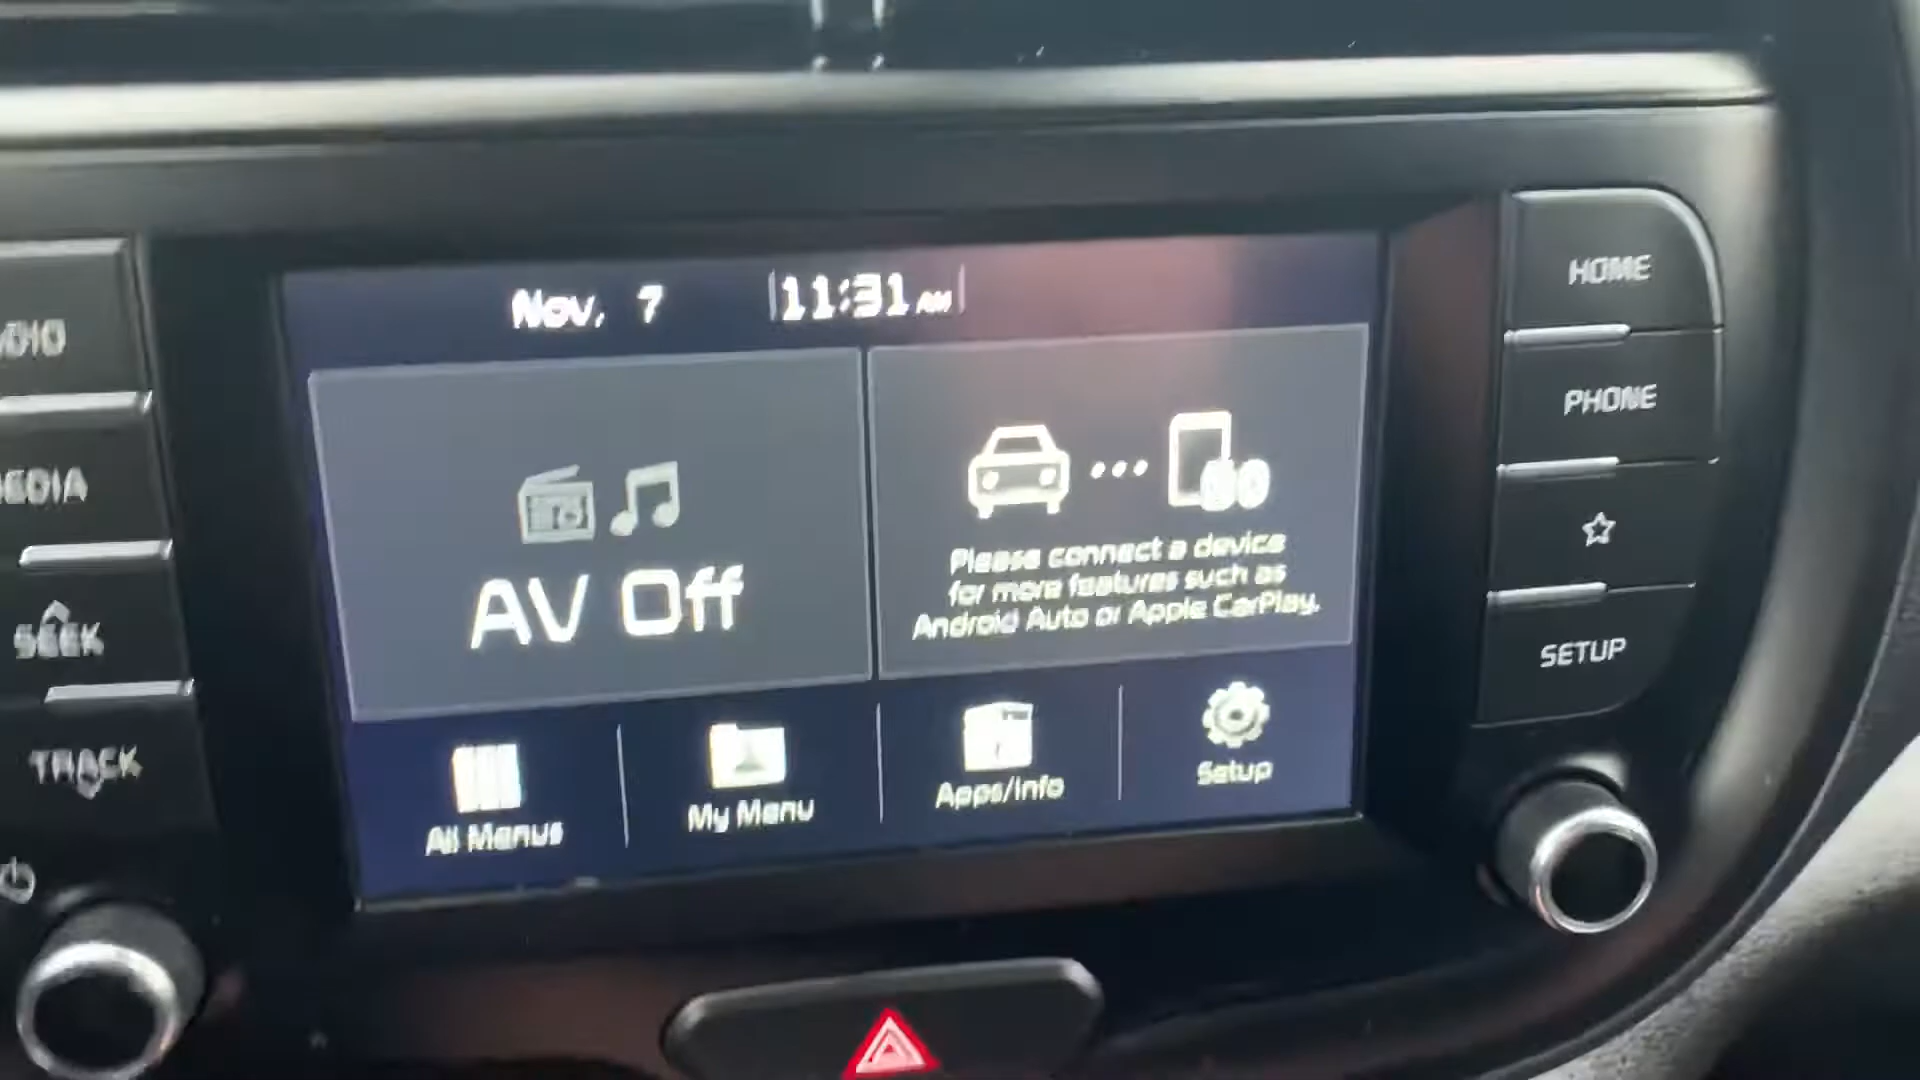 Nov. 7 11:31 AM
AV Off
Please connect a device
for more features such as
Android Auto or Apple CarPlay.
All Menus
My Menu
Apps/Info
Setup
SEEK
TRACK
HOME
PHONE
SETUP